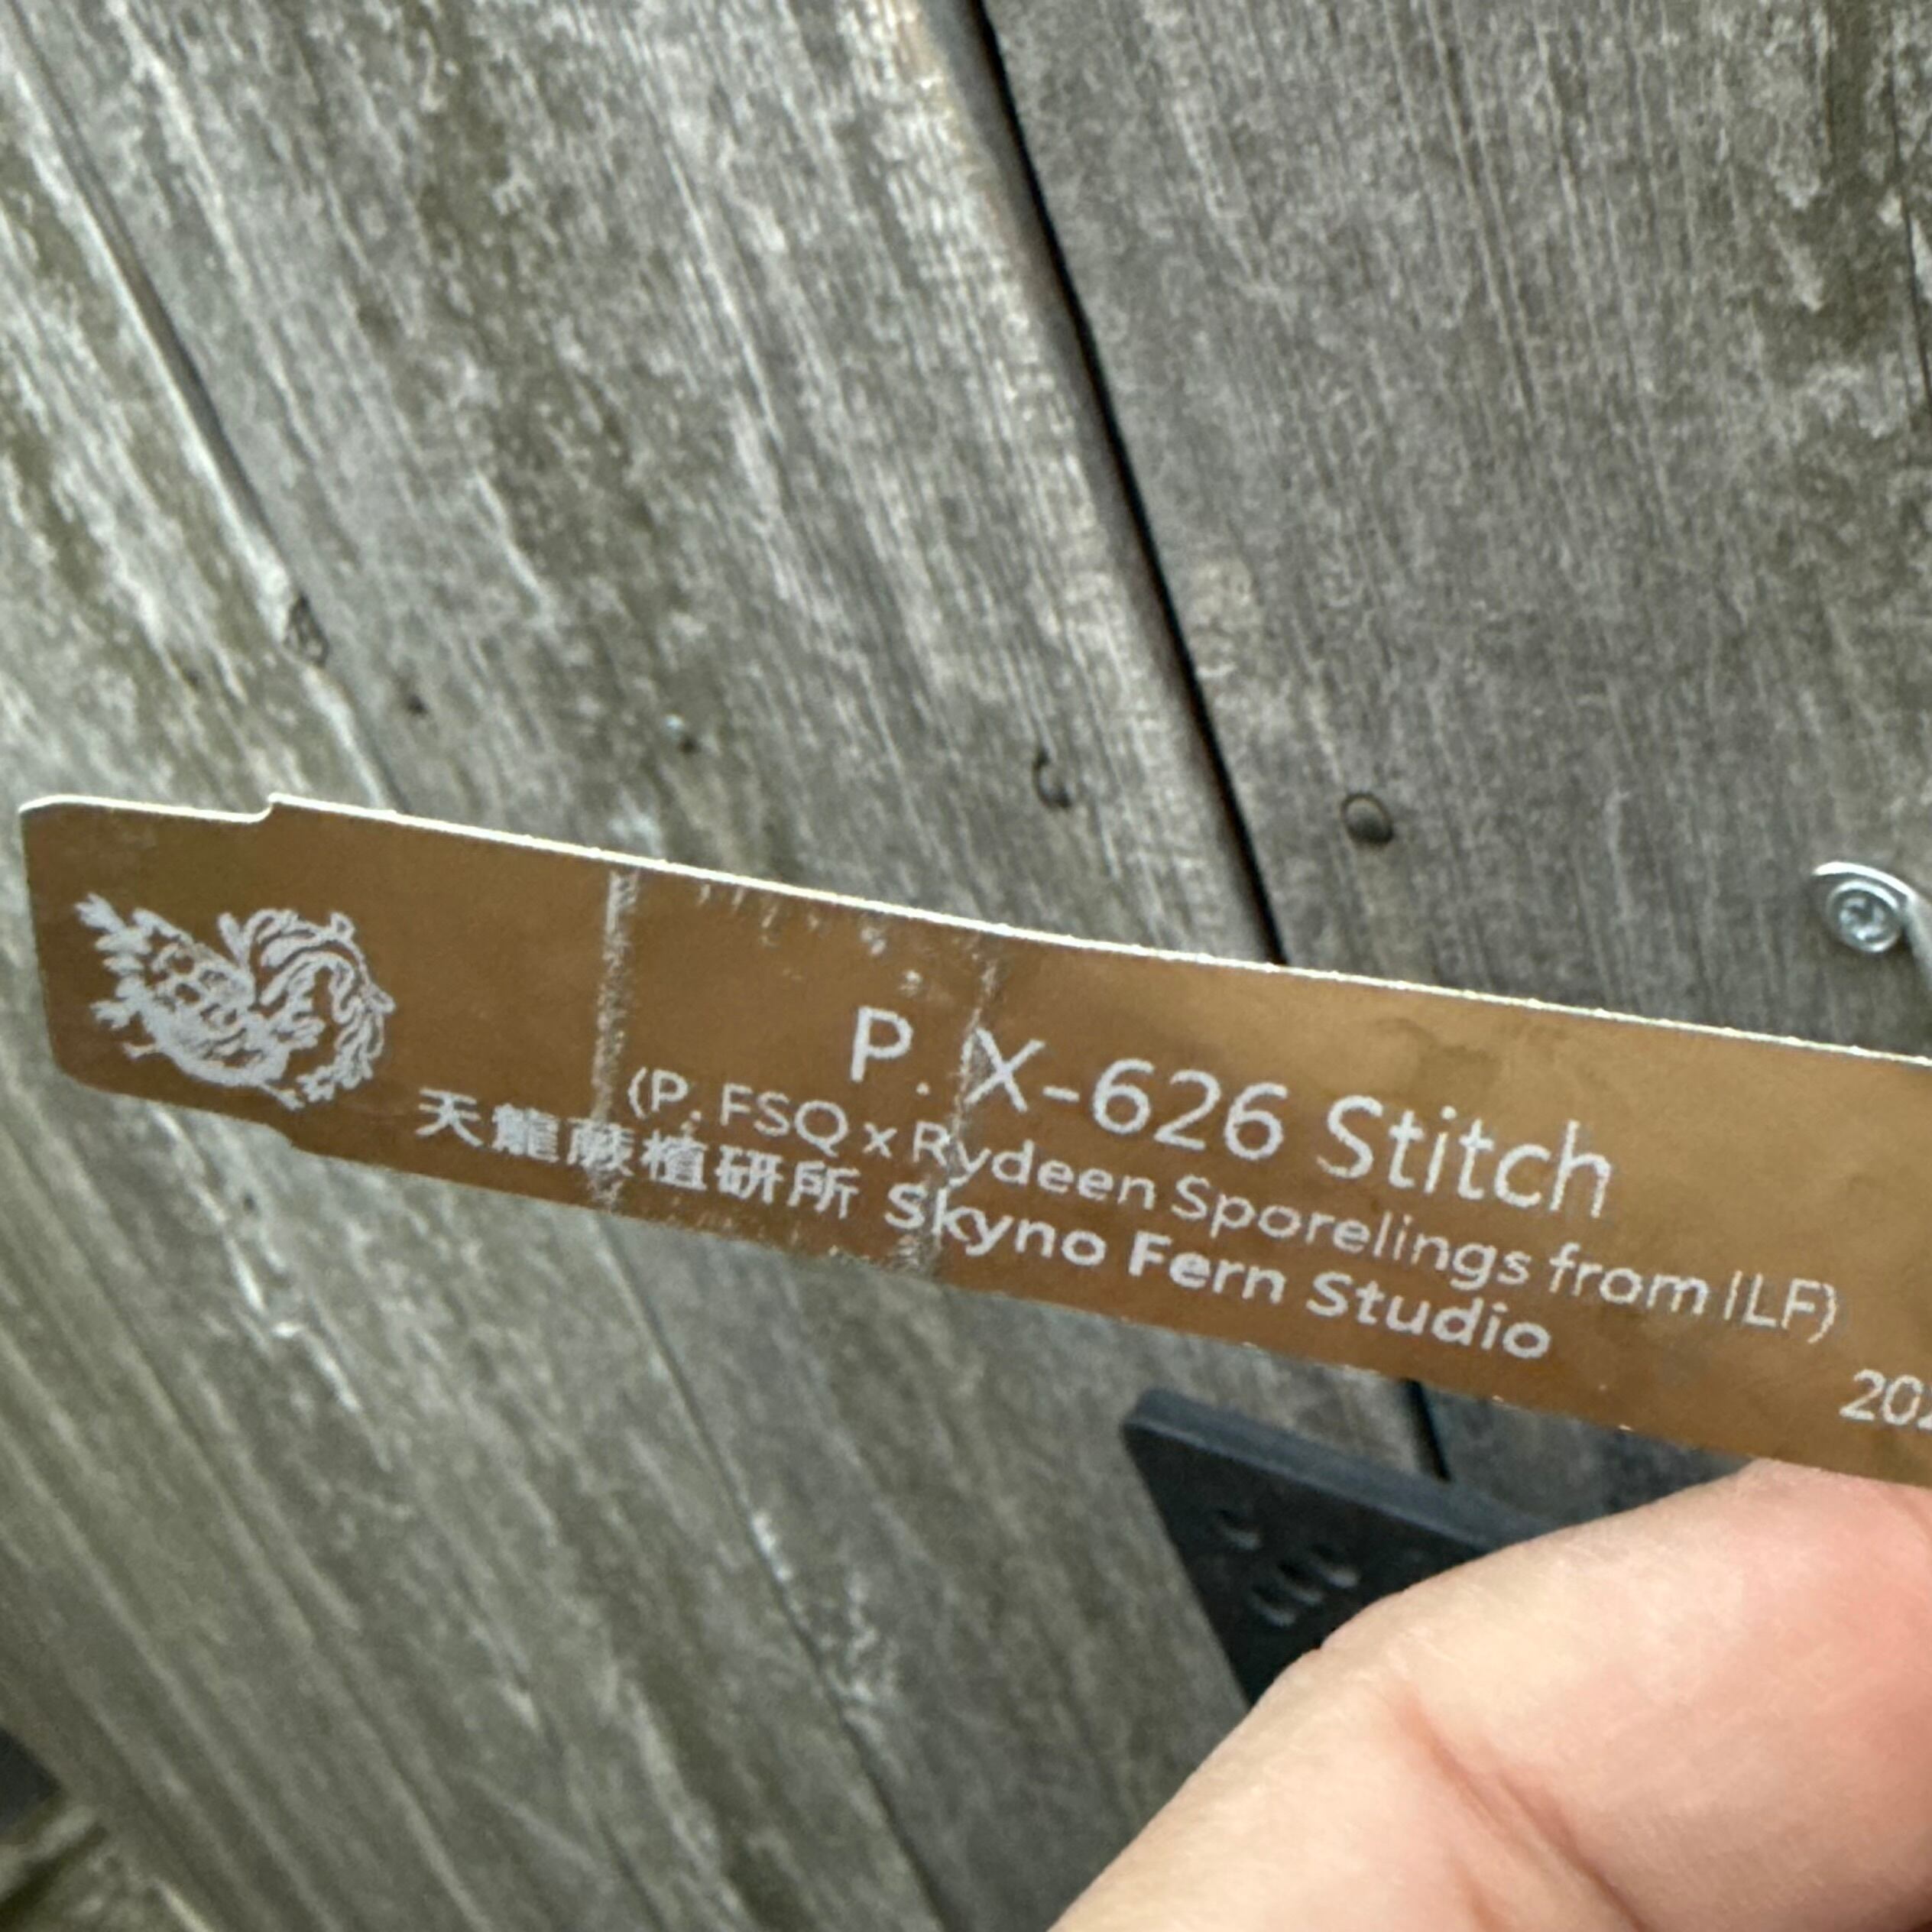 P. X-626 Stitch
(P. FSQ x Rydeen Sporelings from ILF)
天龍蕨植研所 Skyno Fern Studio